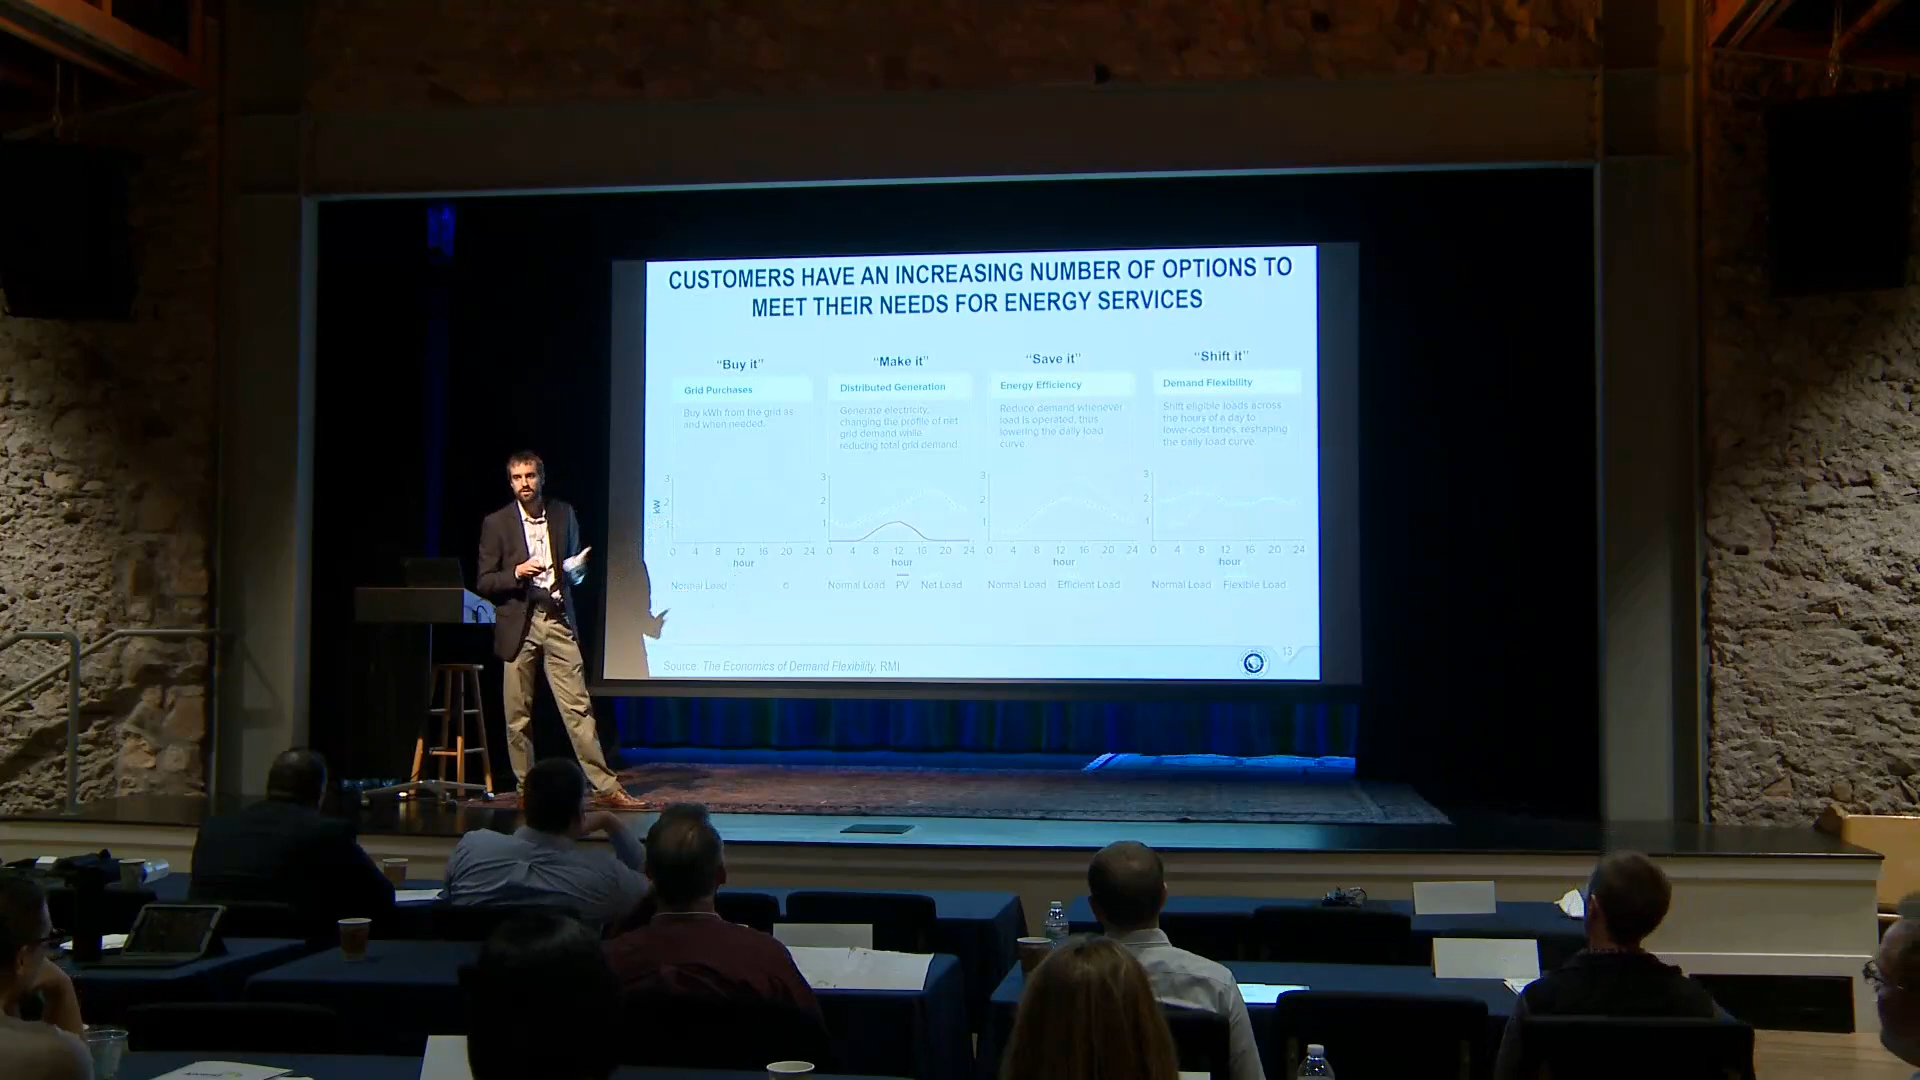 CUSTOMERS HAVE AN INCREASING NUMBER OF OPTIONS TO
MEET THEIR NEEDS FOR ENERGY SERVICES
“Buy it”
Grid Purchases
Buy kWh from the grid as
and when needed.
3
2
1
kW
0 4 8 12 16 20 24
hour
Normal Load
“Make it”
Distributed Generation
Generate electricity,
changing the profile of net
grid demand while
reducing total grid demand.
3
2
1
0 4 8 12 16 20 24
hour
Normal Load PV Net Load
“Save it”
Energy Efficiency
Reduce demand whenever
load is operated, thus
lowering the daily load
curve.
3
2
1
0 4 8 12 16 20 24
hour
Normal Load Efficient Load
“Shift it”
Demand Flexibility
Shift eligible loads across
the hours of a day to
lower-cost times, reshaping
the daily load curve.
3
2
1
0 4 8 12 16 20 24
hour
Normal Load Flexible Load
Source: The Economics of Demand Flexibility, RMI
13